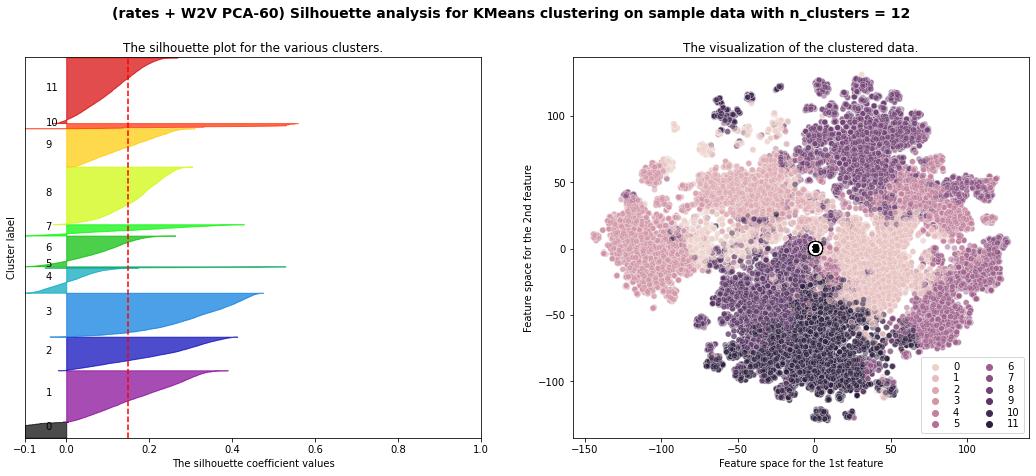 (rates + W2V PCA-60) Silhouette analysis for KMeans clustering on sample data with n_clusters = 12
The silhouette plot for the various clusters.
11
10
9
8
7
6
5
4
3
2
1
0
Cluster label
−0.1 0.0 0.2 0.4 0.6 0.8 1.0
The silhouette coefficient values
The visualization of the clustered data.
100
50
0
−50
−100
Feature space for the 2nd feature
0 6
1 7
2 8
3 9
4 10
5 11
−150 −100 −50 0 50 100
Feature space for the 1st feature